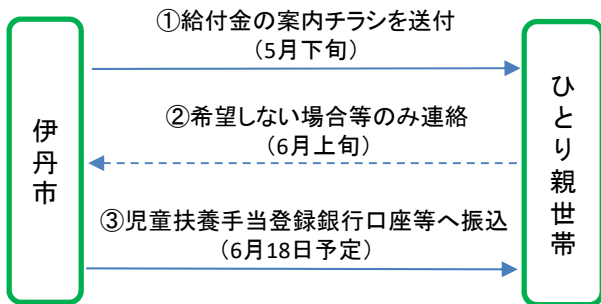 ①給付金の案内チラシを送付
(5月下旬)
伊丹市
②希望しない場合等のみ連絡
(6月上旬)
ひとり親世帯
③児童扶養手当登録銀行口座等へ振込
(6月18日予定)